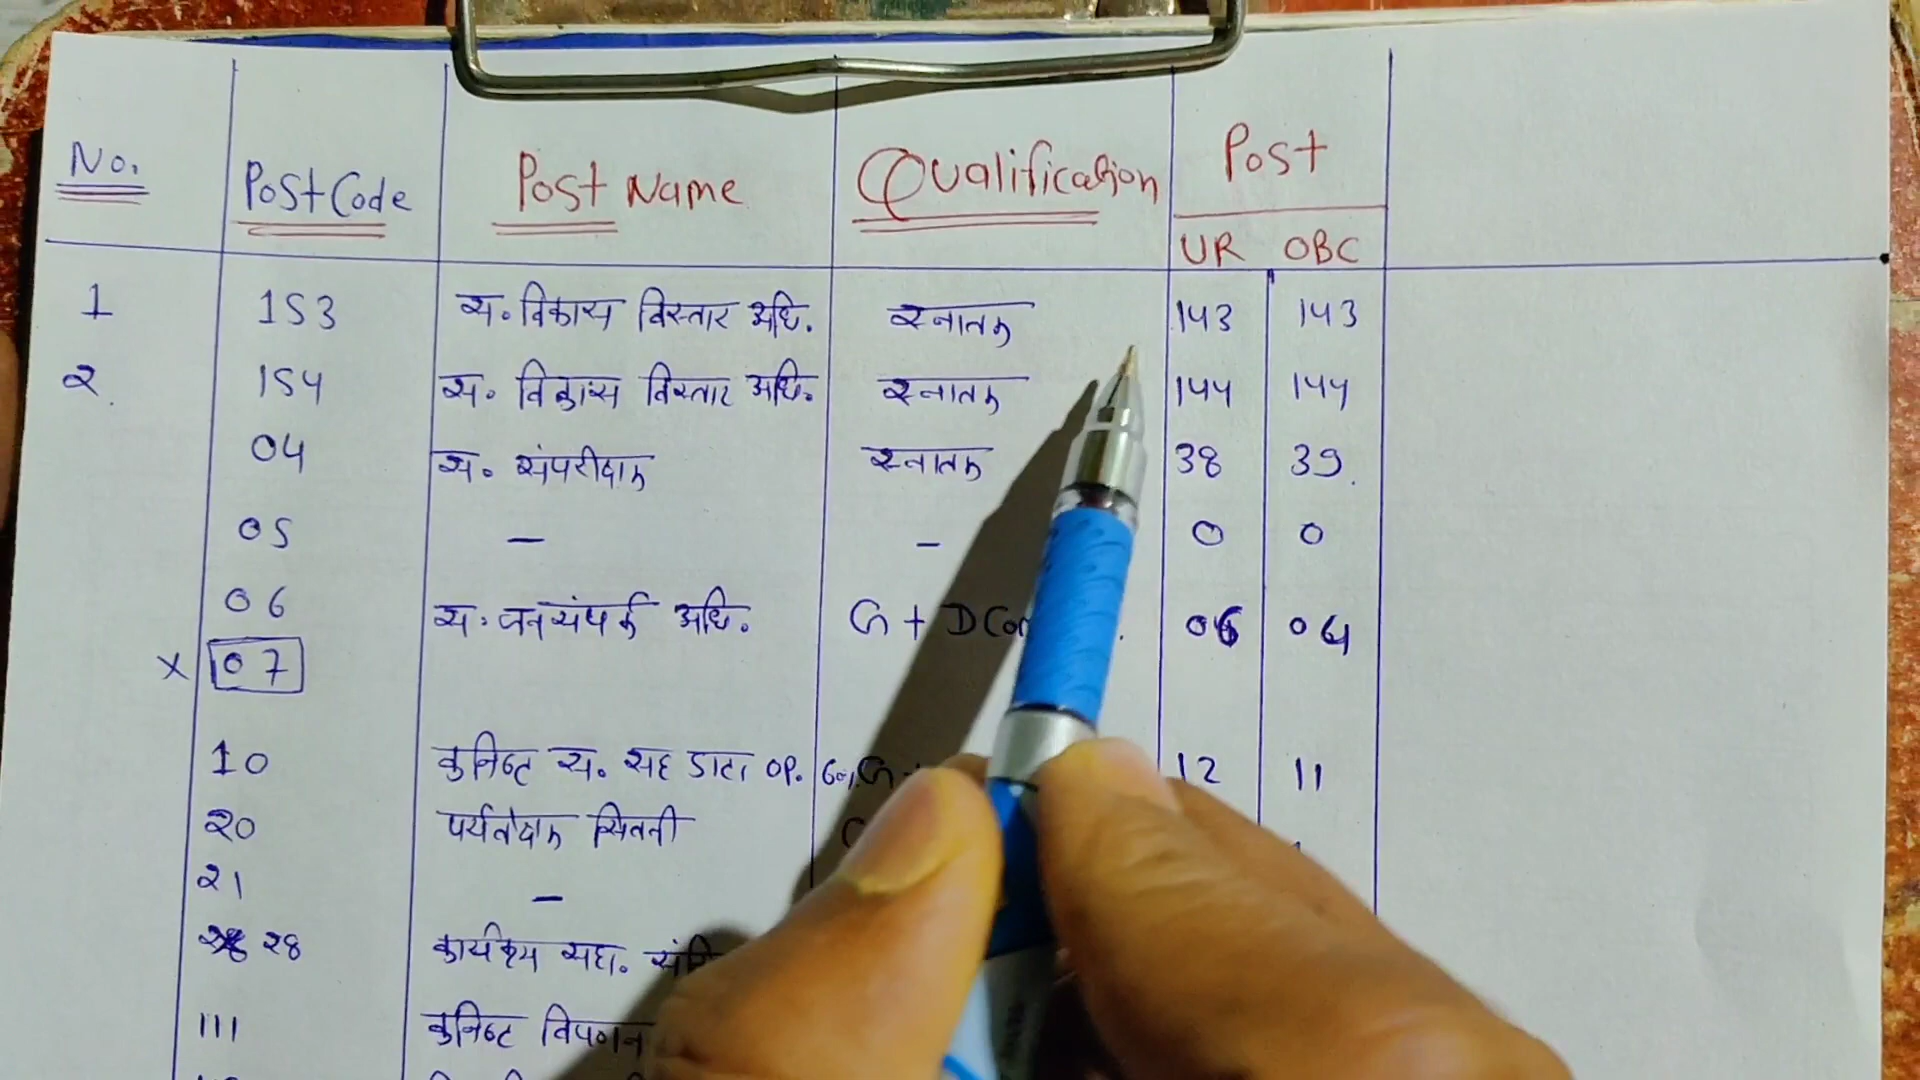 No. Post Code Post Name Qualification Post
UR OBC
1 153 स. विकास विस्तार अधि. स्नातक 143 143
2. 154 स. विकास विस्तार अधि. स्नातक 144 144
04 स. संपरीक्षक स्नातक 38 39.
05 – – 0 0
06 स. जनसंपर्क अधि. G + D 06 04
x 07
10 कनिष्ट स. सह डाटा OP. G 12 11
20 पर्यवेक्षक
21 –
28 कार्यक्रम सहा.
111 कनिष्ट विपणन